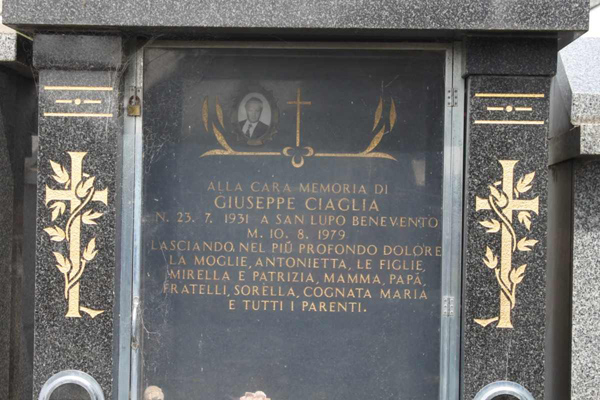 ALLA CARA MEMORIA DI
GIUSEPPE CIAGLIA
N. 23. 7. 1931 A SAN LUPO BENEVENTO
M. 10. 8. 1979
LASCIANDO, NEL PIÙ PROFONDO DOLORE
LA MOGLIE, ANTONIETTA, LE FIGLIE,
MIRELLA E PATRIZIA, MAMMA, PAPÀ,
FRATELLI, SORELLA, COGNATA MARIA
E TUTTI I PARENTI.